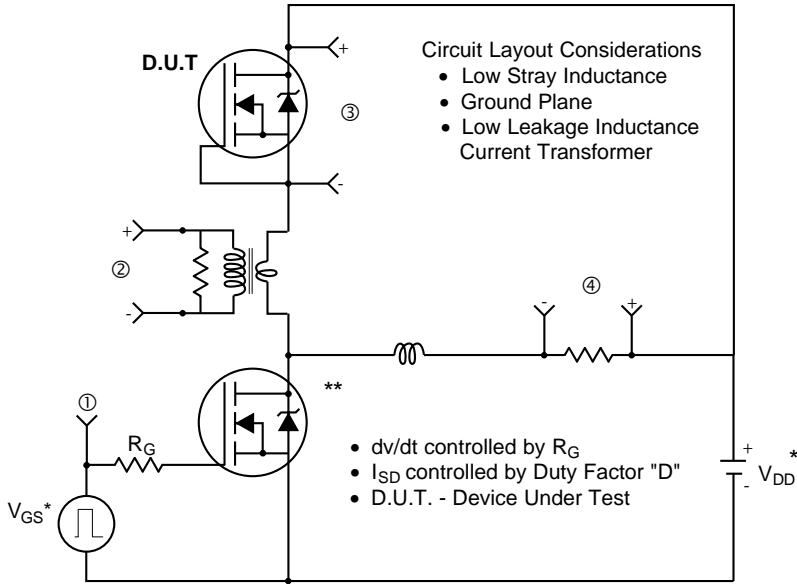 D.U.T
+
Circuit Layout Considerations
• Low Stray Inductance
• Ground Plane
• Low Leakage Inductance
Current Transformer
③
-
+
②
-
④
- +
**
①
R_G
• dv/dt controlled by R_G
• I_SD controlled by Duty Factor "D"
• D.U.T. - Device Under Test
+
V_DD*
-
V_GS*